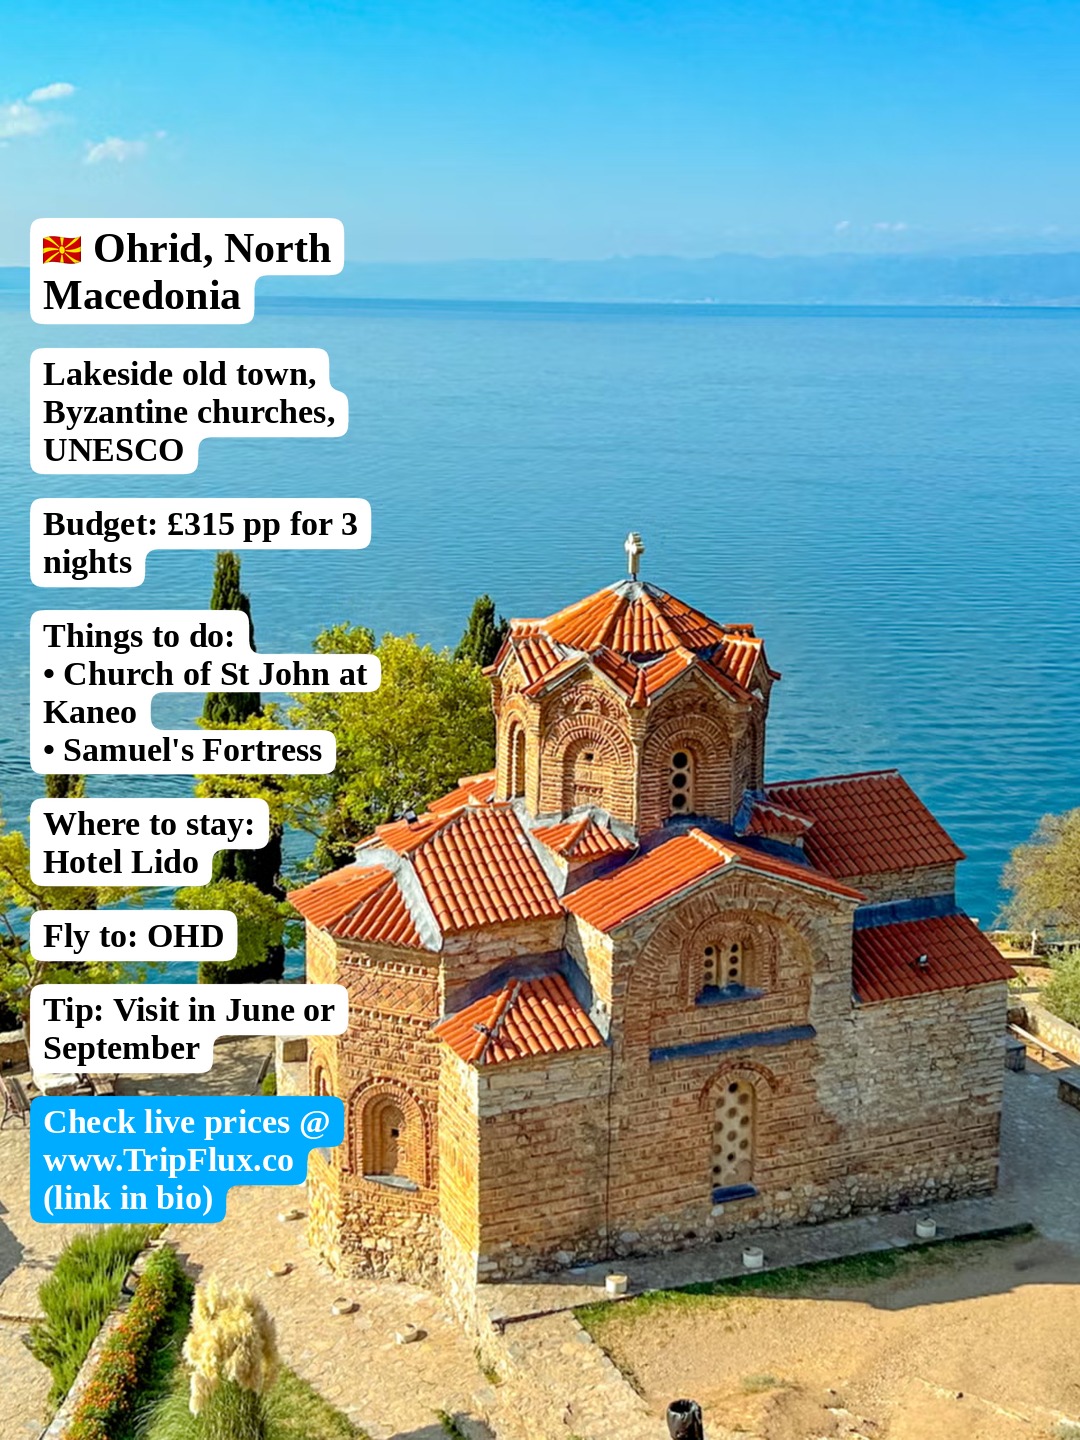 🇲🇰 Ohrid, North
Macedonia
Lakeside old town,
Byzantine churches,
UNESCO
Budget: £315 pp for 3
nights
Things to do:
• Church of St John at
Kaneo
• Samuel's Fortress
Where to stay:
Hotel Lido
Fly to: OHD
Tip: Visit in June or
September
Check live prices @
www.TripFlux.co
(link in bio)